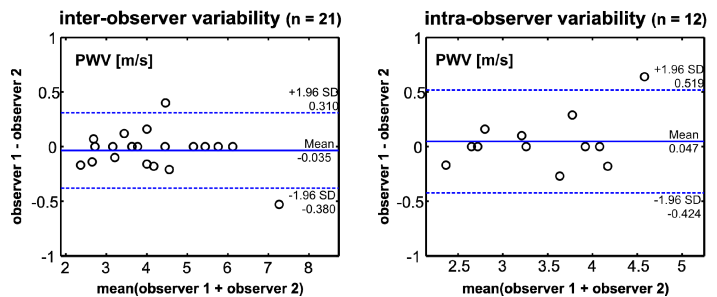 inter-observer variability (n = 21)
PWV [m/s]
+1.96 SD
0.310
Mean
-0.035
-1.96 SD
-0.380
1
0.5
0
-0.5
-1
2 3 4 5 6 7 8
observer 1 - observer 2
mean(observer 1 + observer 2)
intra-observer variability (n = 12)
PWV [m/s]
+1.96 SD
0.519
Mean
0.047
-1.96 SD
-0.424
1
0.5
0
-0.5
-1
2.5 3 3.5 4 4.5 5
observer 1 - observer 2
mean(observer 1 + observer 2)